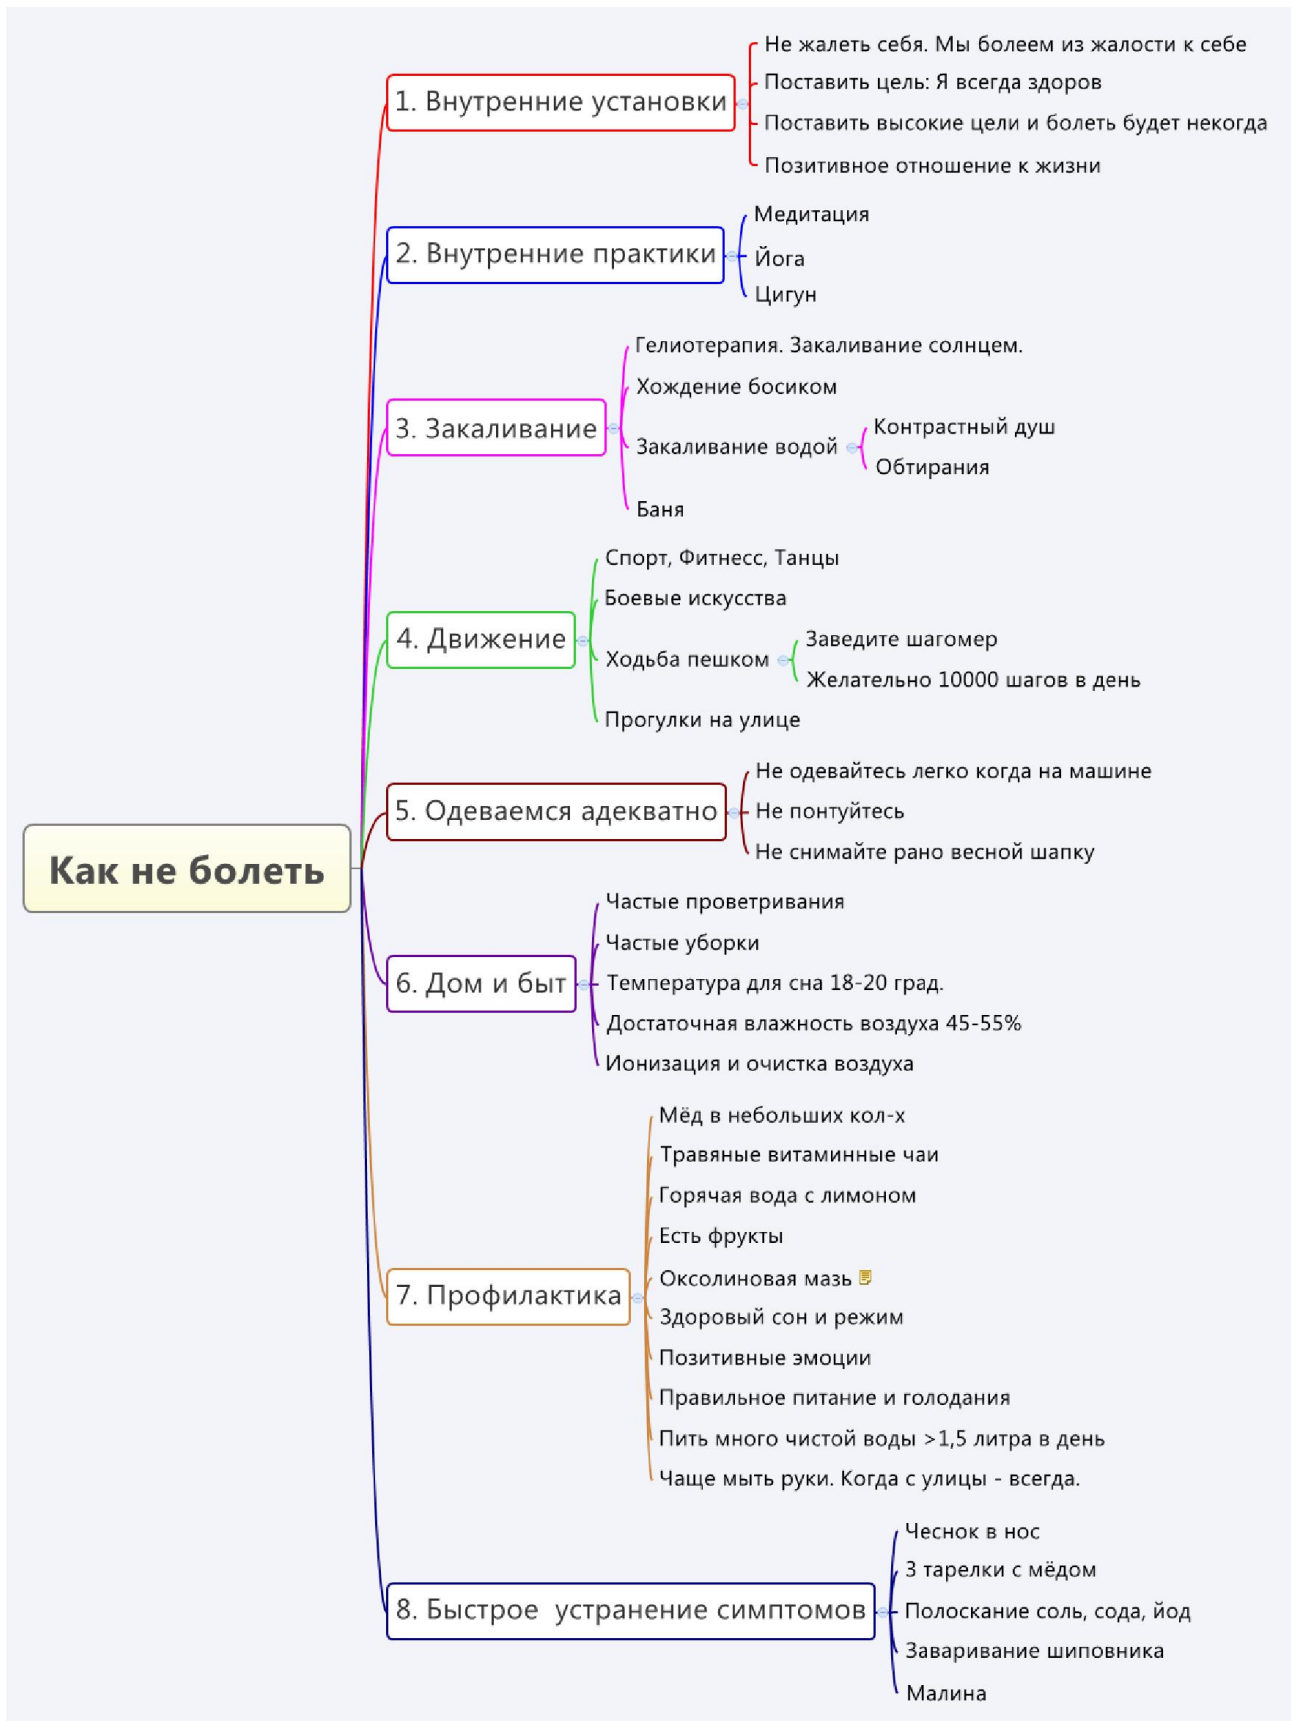 Как не болеть
1. Внутренние установки
Не жалеть себя. Мы болеем из жалости к себе
Поставить цель: Я всегда здоров
Поставить высокие цели и болеть будет некогда
Позитивное отношение к жизни
2. Внутренние практики
Медитация
Йога
Цигун
3. Закаливание
Гелиотерапия. Закаливание солнцем.
Хождение босиком
Закаливание водой
Контрастный душ
Обтирания
Баня
4. Движение
Спорт, Фитнесс, Танцы
Боевые искусства
Ходьба пешком
Заведите шагомер
Желательно 10000 шагов в день
Прогулки на улице
5. Одеваемся адекватно
Не одевайтесь легко когда на машине
Не понтуйтесь
Не снимайте рано весной шапку
6. Дом и быт
Частые проветривания
Частые уборки
Температура для сна 18-20 град.
Достаточная влажность воздуха 45-55%
Ионизация и очистка воздуха
7. Профилактика
Мёд в небольших кол-х
Травяные витаминные чаи
Горячая вода с лимоном
Есть фрукты
Оксолиновая мазь
Здоровый сон и режим
Позитивные эмоции
Правильное питание и голодания
Пить много чистой воды >1,5 литра в день
Чаще мыть руки. Когда с улицы - всегда.
8. Быстрое  устранение симптомов
Чеснок в нос
3 тарелки с мёдом
Полоскание соль, сода, йод
Заваривание шиповника
Малина